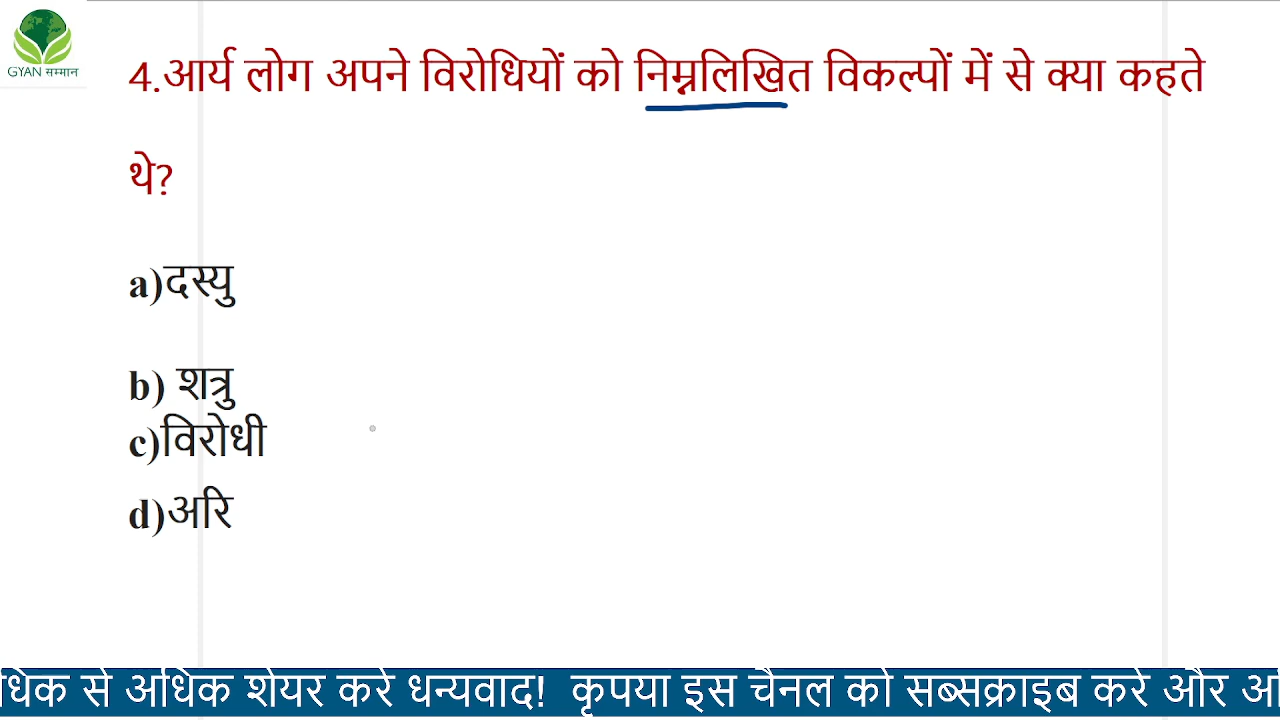 GYAN सम्मान
4.आर्य लोग अपने विरोधियों को निम्नलिखित विकल्पों में से क्या कहते
थे?
a)दस्यु
b) शत्रु
c)विरोधी
d)अरि
धिक से अधिक शेयर करे धन्यवाद! कृपया इस चैनल को सब्सक्राइब करे और अ